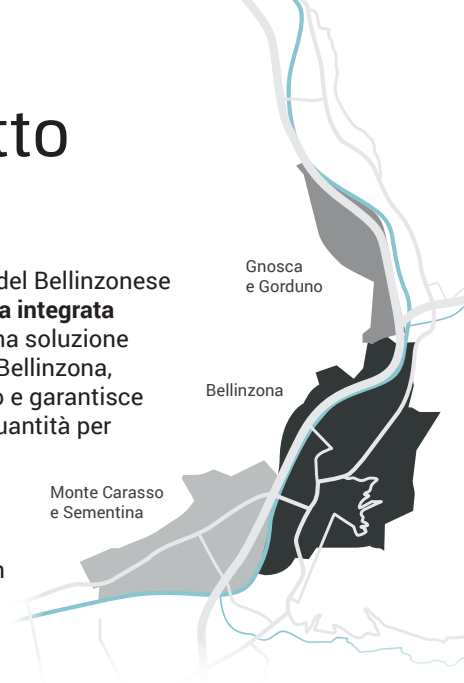 tto
del Bellinzonese
a integrata
na soluzione
Bellinzona,
o e garantisce
uantità per
n
Gnosca
e Gorduno
Bellinzona
Monte Carasso
e Sementina